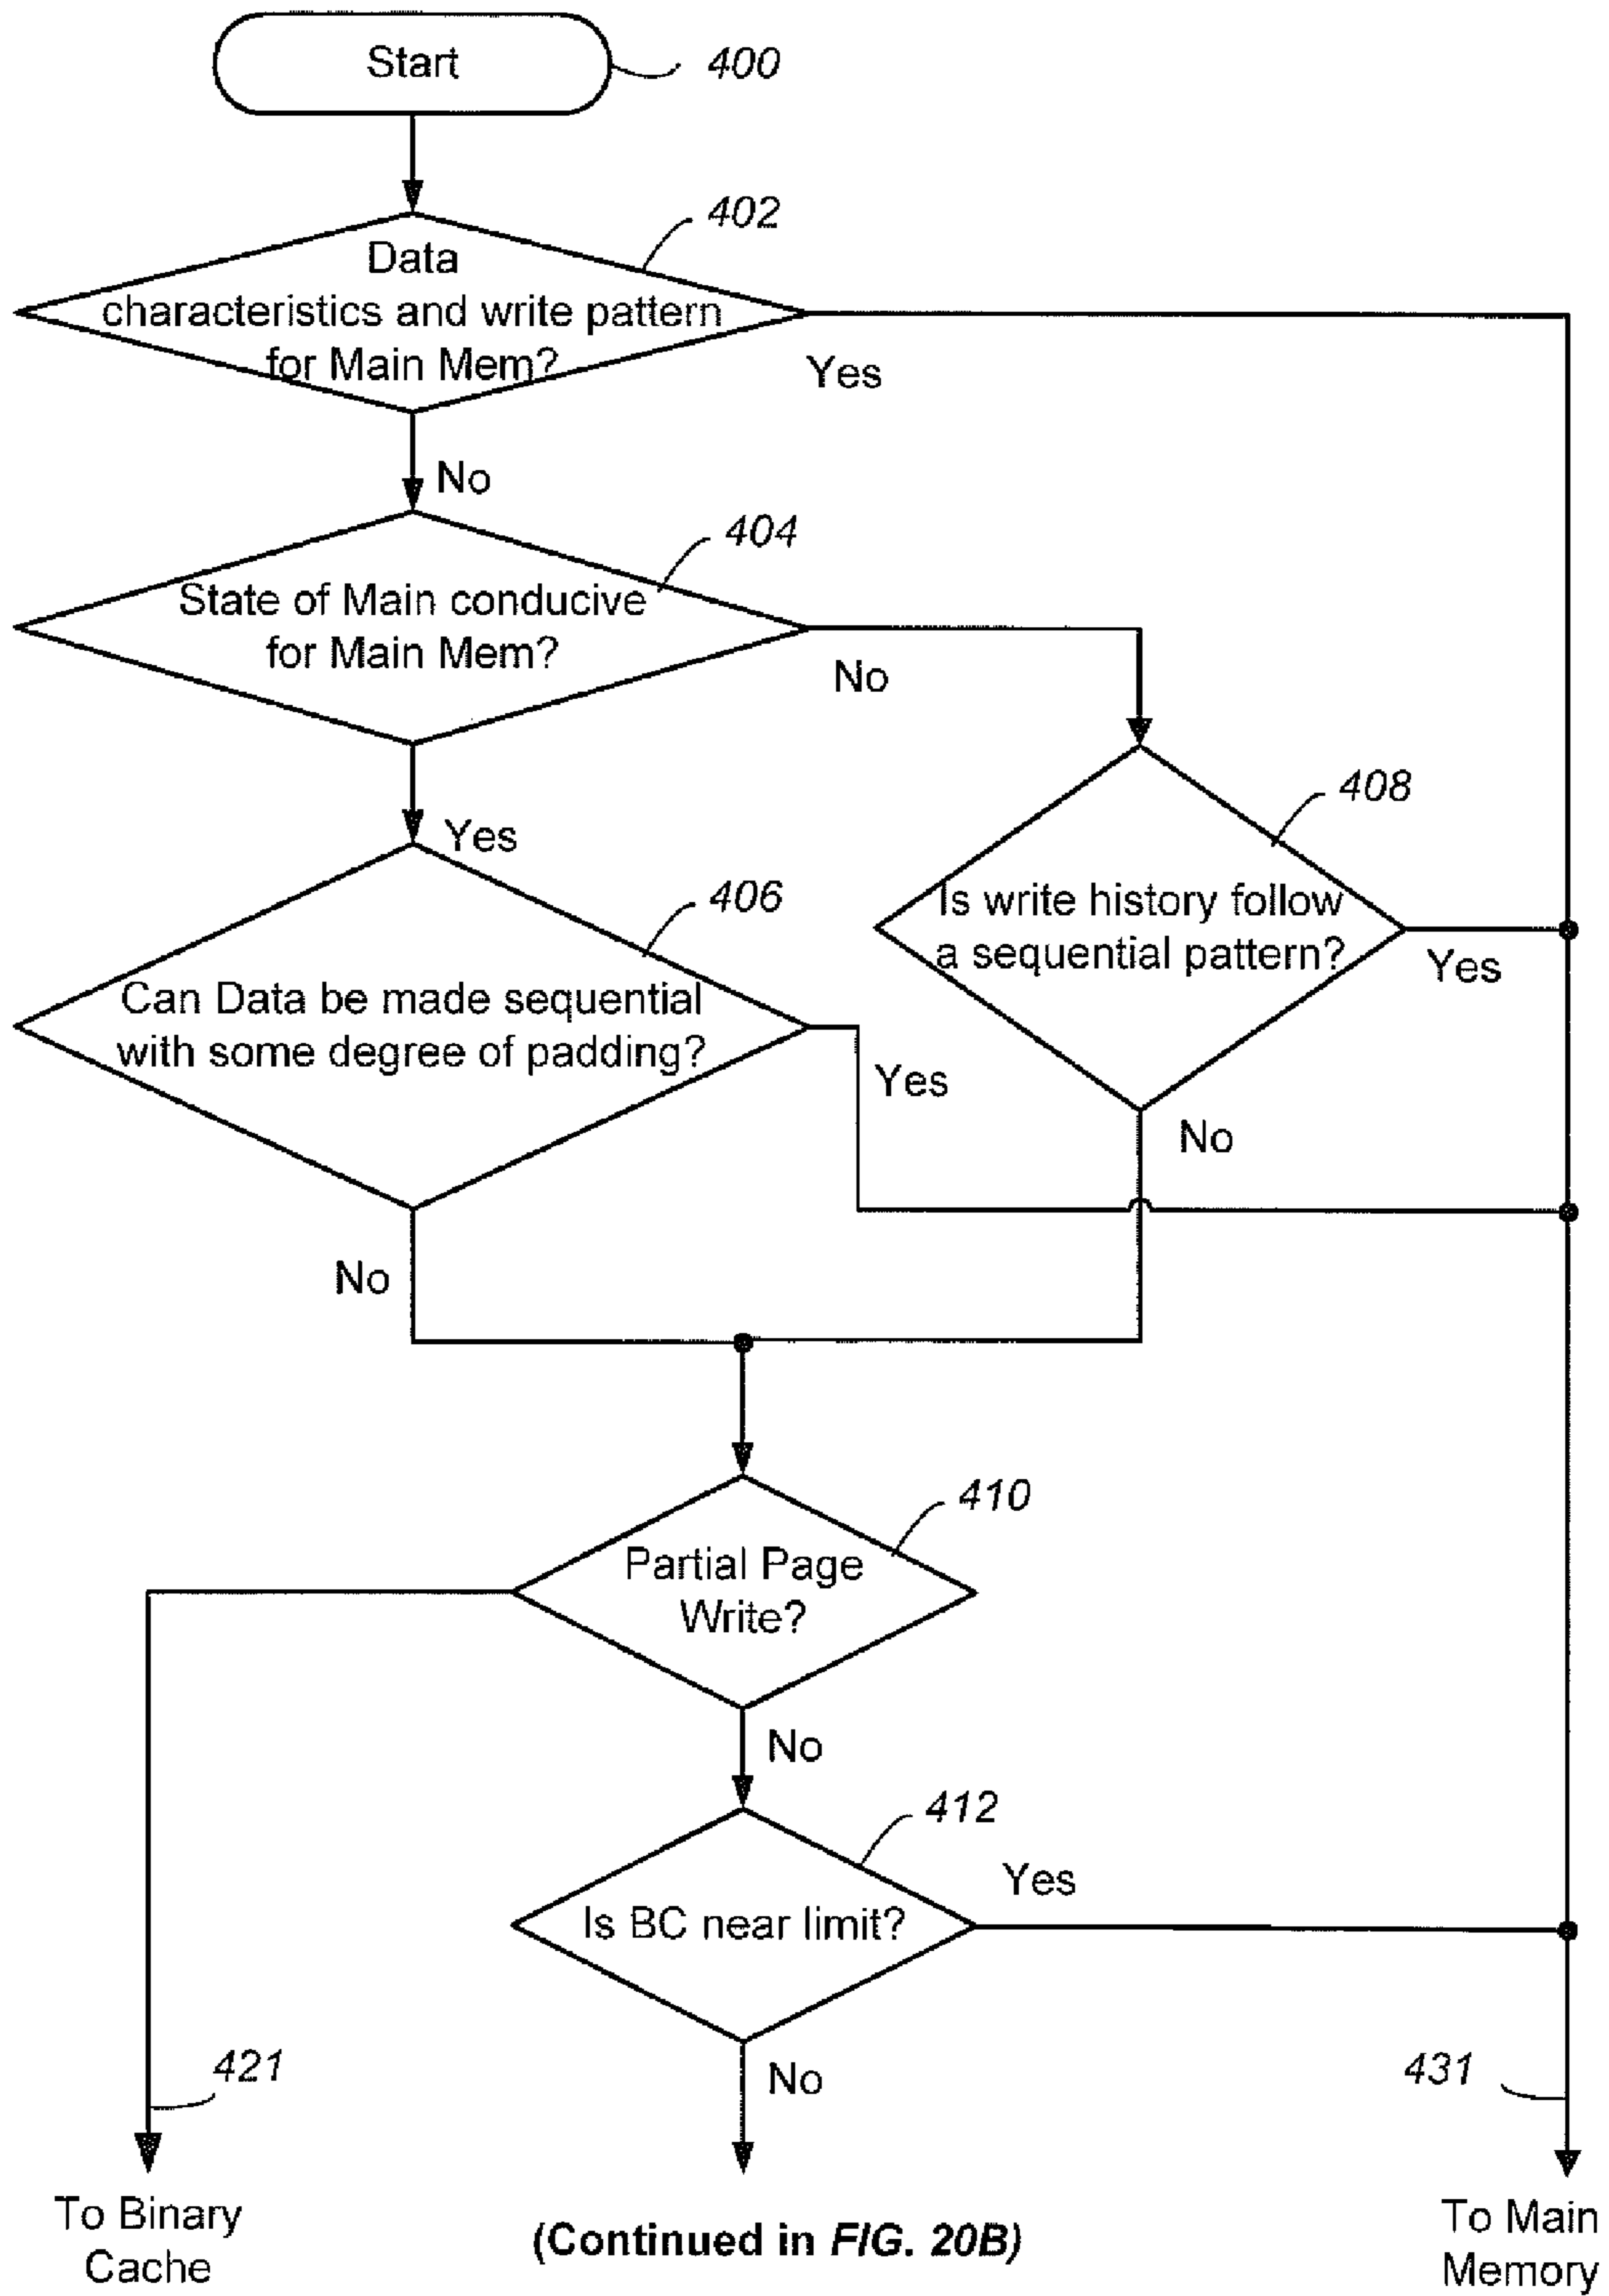 Start
400
402
Data
characteristics and write pattern
for Main Mem?
Yes
No
404
State of Main conducive
for Main Mem?
No
Yes
408
Is write history follow
a sequential pattern?
Yes
406
Can Data be made sequential
with some degree of padding?
Yes
No
No
410
Partial Page
Write?
No
412
Yes
Is BC near limit?
421
No
431
To Binary
Cache
(Continued in FIG. 20B)
To Main
Memory